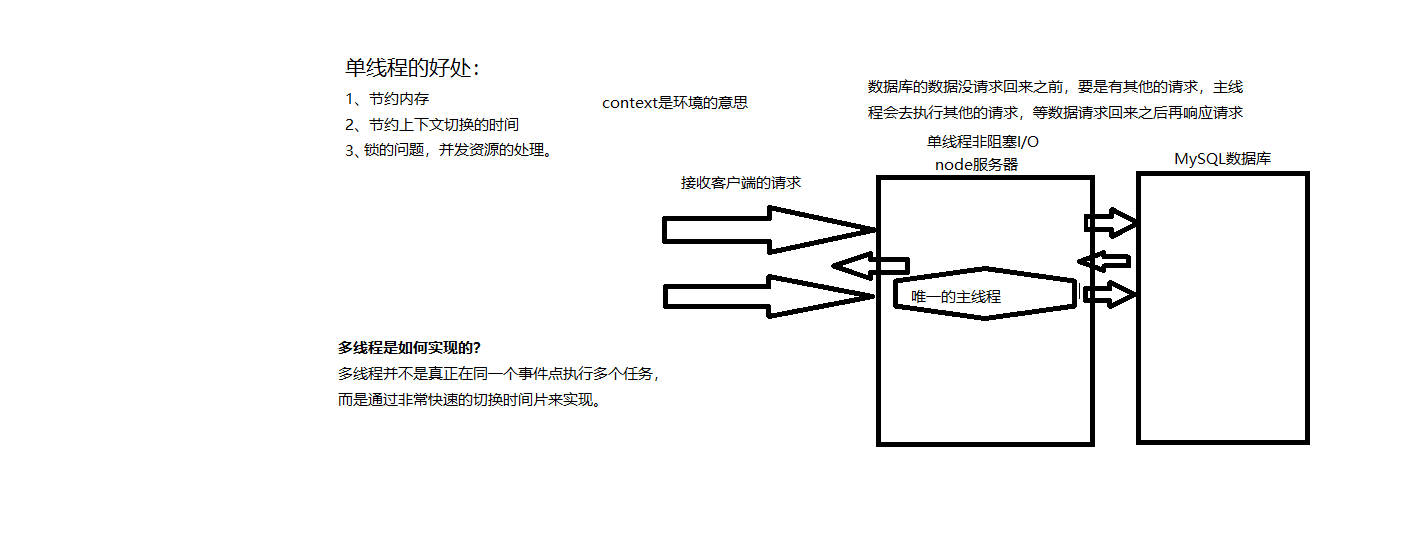 单线程的好处：
1、节约内存
2、节约上下文切换的时间
3、锁的问题，并发资源的处理。
context是环境的意思
数据库的数据没请求回来之前，要是有其他的请求，主线
程会去执行其他的请求，等数据请求回来之后再响应请求
单线程非阻塞I/O
node服务器
MySQL数据库
接收客户端的请求
唯一的主线程
多线程是如何实现的？
多线程并不是真正在同一个事件点执行多个任务，
而是通过非常快速的切换时间片来实现。